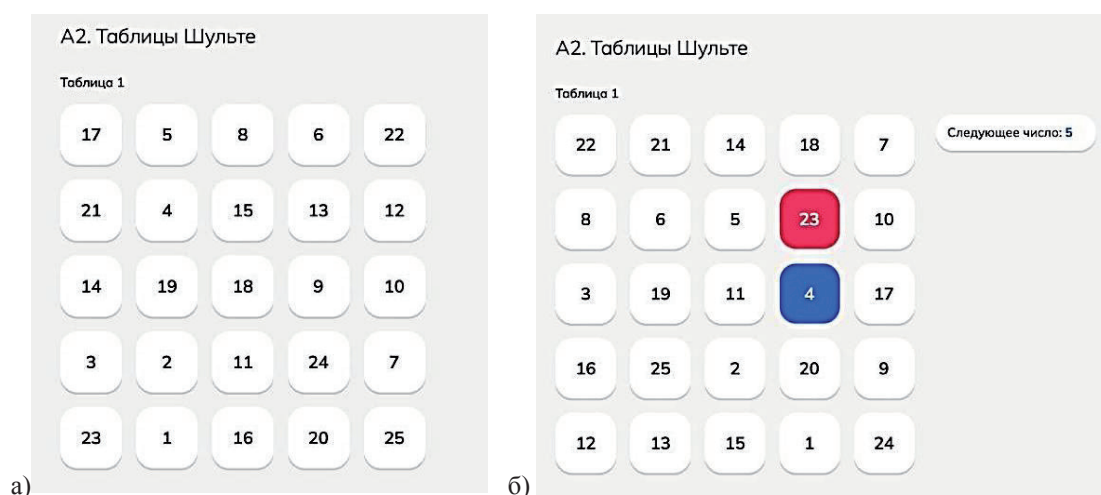 А2. Таблицы Шульте
Таблица 1
17 5 8 6 22
21 4 15 13 12
14 19 18 9 10
3 2 11 24 7
23 1 16 20 25
а)
А2. Таблицы Шульте
Таблица 1
22 21 14 18 7
Следующее число: 5
8 6 5 23 10
3 19 11 4 17
16 25 2 20 9
12 13 15 1 24
б)